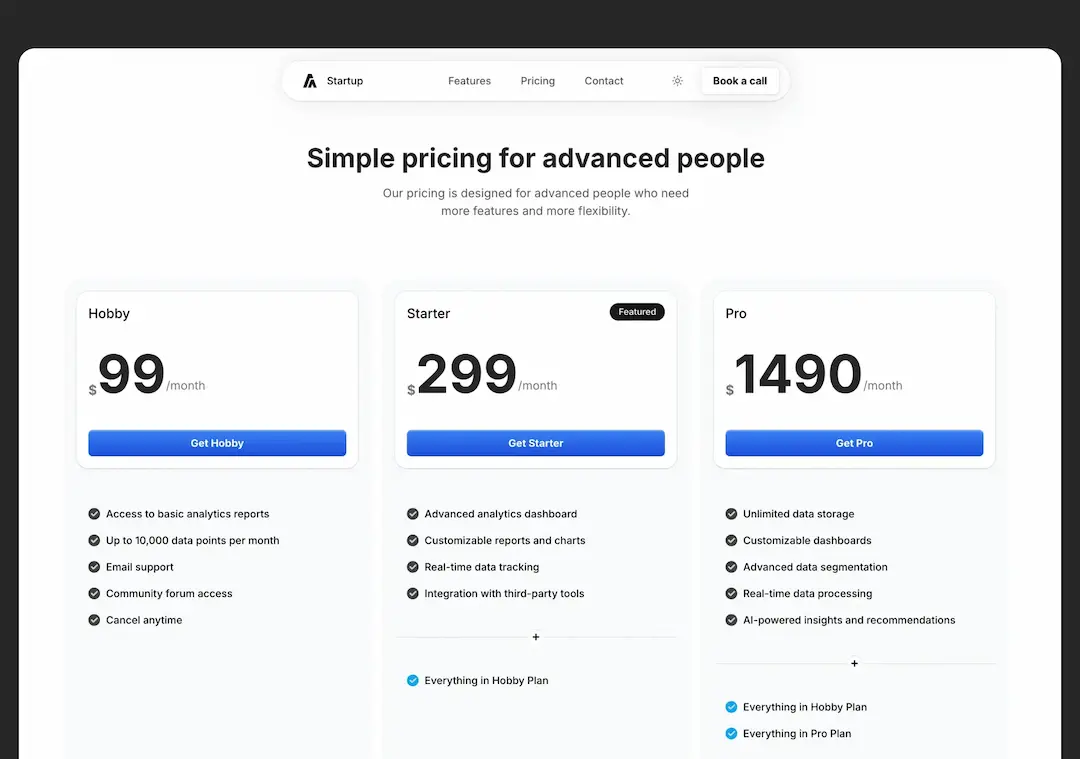 Startup Features Pricing Contact Book a call
Simple pricing for advanced people
Our pricing is designed for advanced people who need
more features and more flexibility.
Hobby
$99/month
Get Hobby
Access to basic analytics reports
Up to 10,000 data points per month
Email support
Community forum access
Cancel anytime
Starter Featured
$299/month
Get Starter
Advanced analytics dashboard
Customizable reports and charts
Real-time data tracking
Integration with third-party tools
+
Everything in Hobby Plan
Pro
$1490/month
Get Pro
Unlimited data storage
Customizable dashboards
Advanced data segmentation
Real-time data processing
AI-powered insights and recommendations
+
Everything in Hobby Plan
Everything in Pro Plan